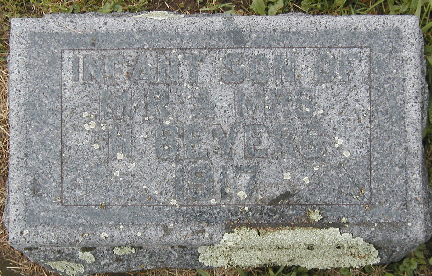 INFANT SON OF
MR & MRS
H BEYERS
1917